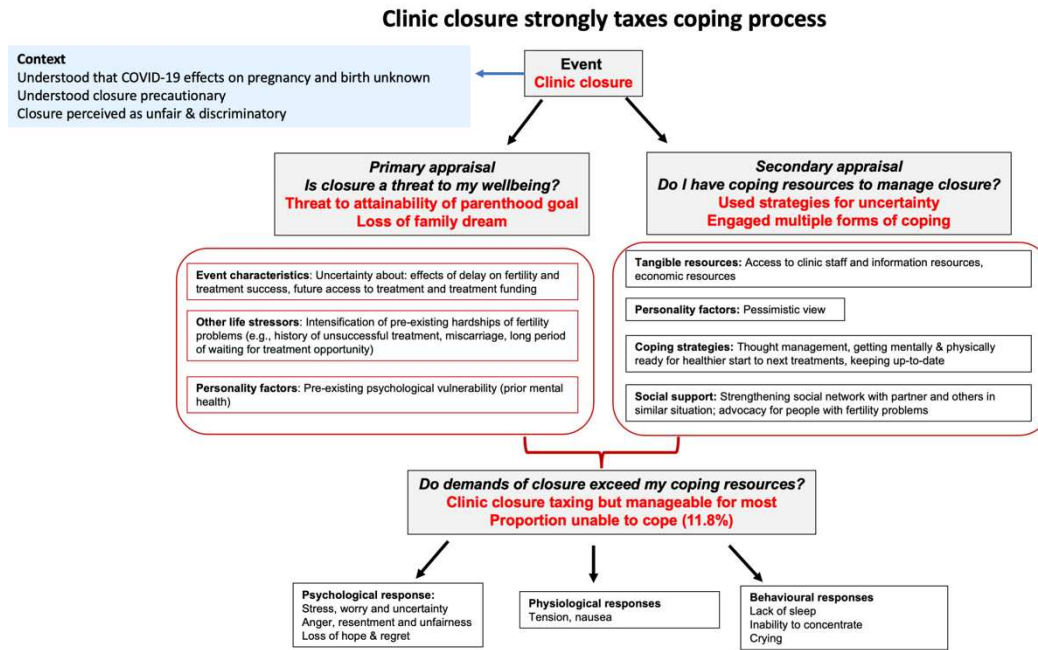 Clinic closure strongly taxes coping process
Context
Understood that COVID-19 effects on pregnancy and birth unknown
Understood closure precautionary
Closure perceived as unfair & discriminatory
Event
Clinic closure
Primary appraisal
Is closure a threat to my wellbeing?
Threat to attainability of parenthood goal
Loss of family dream
Secondary appraisal
Do I have coping resources to manage closure?
Used strategies for uncertainty
Engaged multiple forms of coping
Event characteristics: Uncertainty about: effects of delay on fertility and
treatment success, future access to treatment and treatment funding
Other life stressors: Intensification of pre-existing hardships of fertility
problems (e.g., history of unsuccessful treatment, miscarriage, long period
of waiting for treatment opportunity)
Personality factors: Pre-existing psychological vulnerability (prior mental
health)
Tangible resources: Access to clinic staff and information resources,
economic resources
Personality factors: Pessimistic view
Coping strategies: Thought management, getting mentally & physically
ready for healthier start to next treatments, keeping up-to-date
Social support: Strengthening social network with partner and others in
similar situation; advocacy for people with fertility problems
Do demands of closure exceed my coping resources?
Clinic closure taxing but manageable for most
Proportion unable to cope (11.8%)
Psychological response:
Stress, worry and uncertainty
Anger, resentment and unfairness
Loss of hope & regret
Physiological responses
Tension, nausea
Behavioural responses
Lack of sleep
Inability to concentrate
Crying